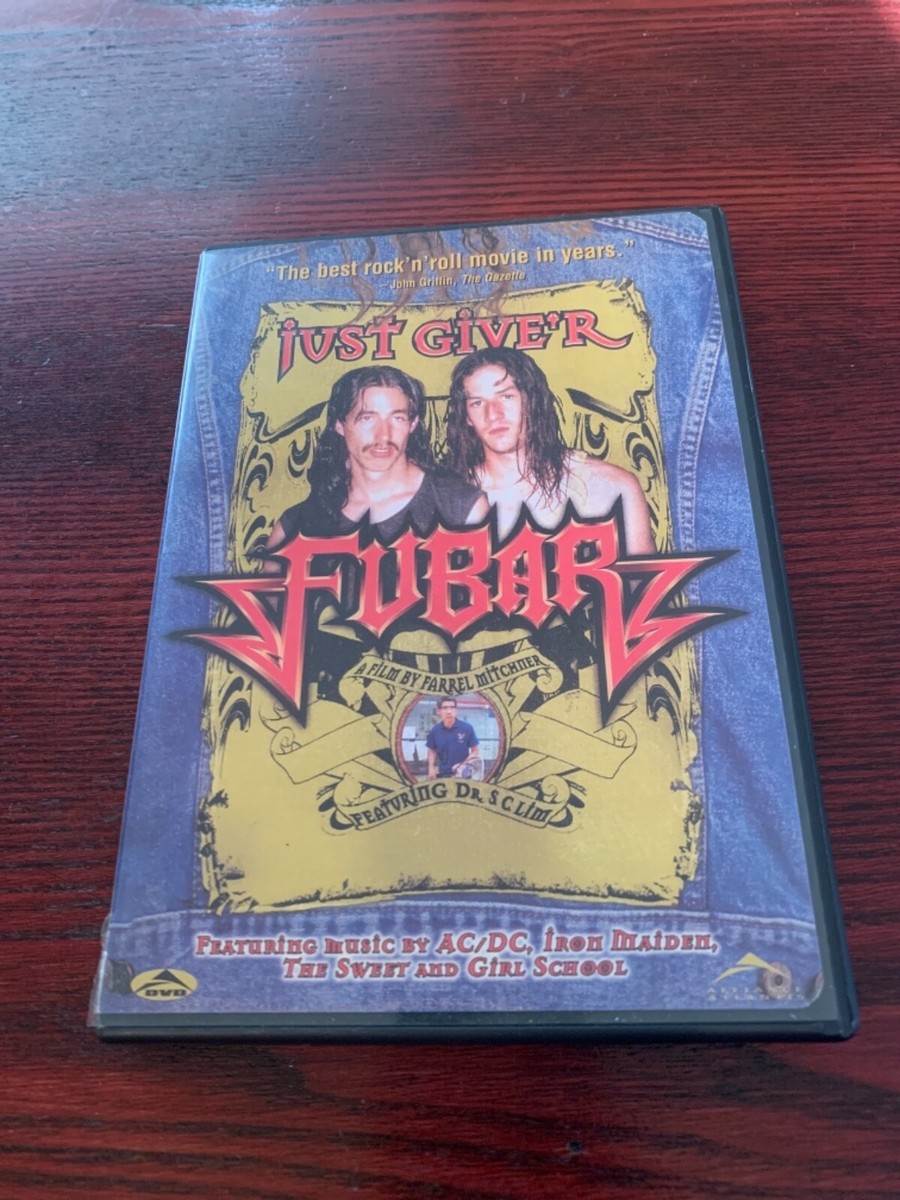 “The best rock'n'roll movie in years.”
– John Griffin, The Gazette
JUST GIVE'R
FUBAR
A FILM BY FARREL MITCHNER
FEATURING DR S C LIM
FEATURING MUSIC BY AC/DC, IRON MAIDEN,
THE SWEET AND GIRL SCHOOL
DVD